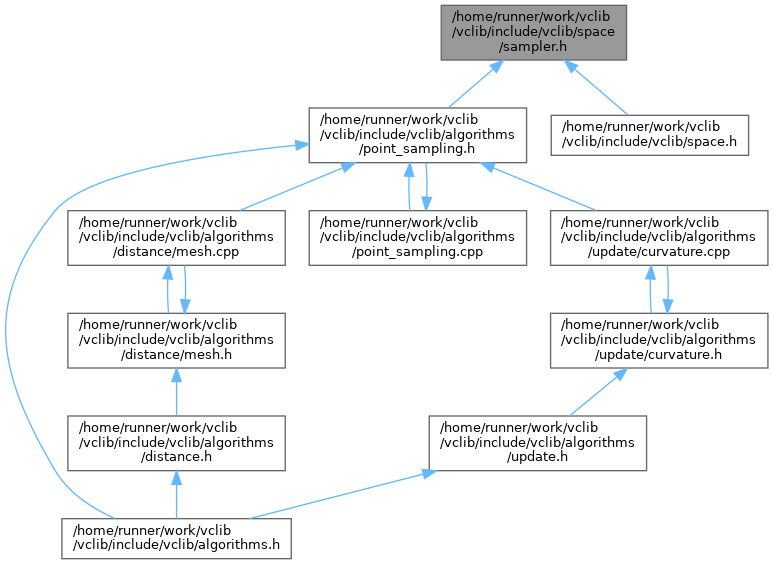 /home/runner/work/vclib
/vclib/include/vclib/space
/sampler.h
/home/runner/work/vclib
/vclib/include/vclib/algorithms
/point_sampling.h
/home/runner/work/vclib
/vclib/include/vclib/space.h
/home/runner/work/vclib
/vclib/include/vclib/algorithms
/distance/mesh.cpp
/home/runner/work/vclib
/vclib/include/vclib/algorithms
/point_sampling.cpp
/home/runner/work/vclib
/vclib/include/vclib/algorithms
/update/curvature.cpp
/home/runner/work/vclib
/vclib/include/vclib/algorithms
/distance/mesh.h
/home/runner/work/vclib
/vclib/include/vclib/algorithms
/update/curvature.h
/home/runner/work/vclib
/vclib/include/vclib/algorithms
/distance.h
/home/runner/work/vclib
/vclib/include/vclib/algorithms
/update.h
/home/runner/work/vclib
/vclib/include/vclib/algorithms.h